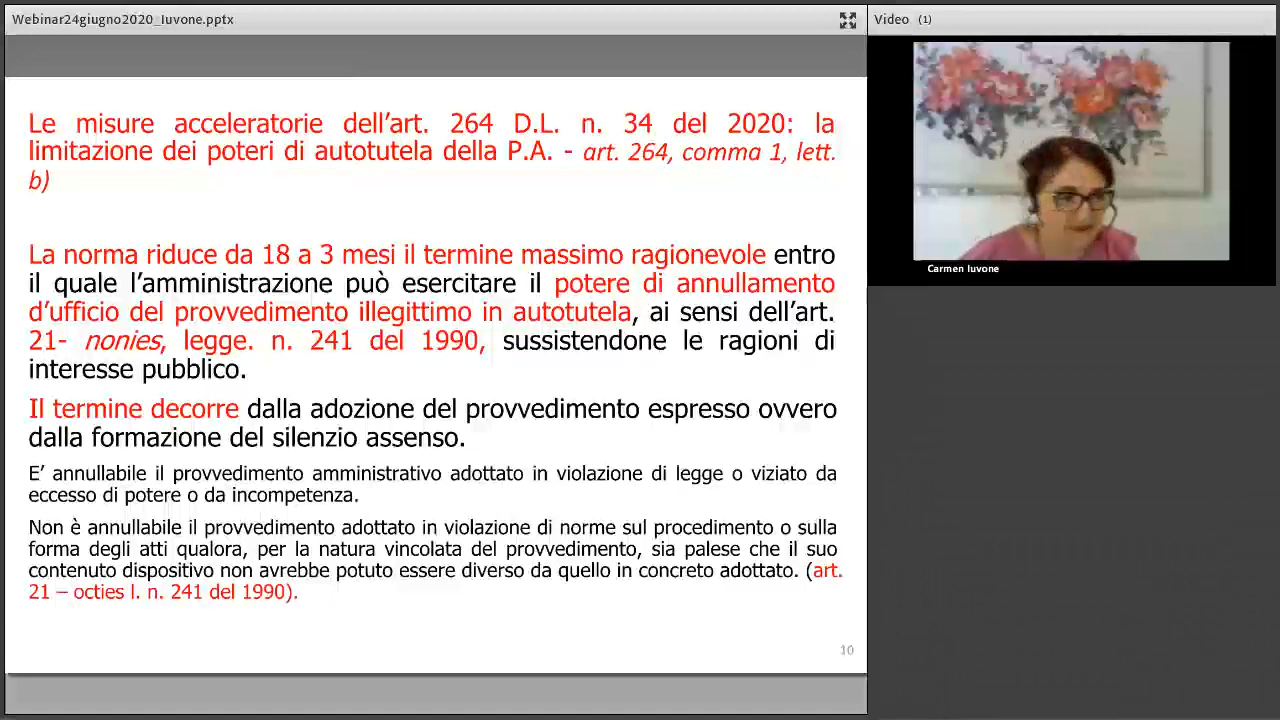 Webinar24giugno2020_Iuvone.pptx
Video (1)
Le misure acceleratorie dell’art. 264 D.L. n. 34 del 2020: la
limitazione dei poteri di autotutela della P.A. - art. 264, comma 1, lett.
b)
La norma riduce da 18 a 3 mesi il termine massimo ragionevole entro
il quale l’amministrazione può esercitare il potere di annullamento
d’ufficio del provvedimento illegittimo in autotutela, ai sensi dell’art.
21- nonies, legge. n. 241 del 1990, sussistendone le ragioni di
interesse pubblico.
Il termine decorre dalla adozione del provvedimento espresso ovvero
dalla formazione del silenzio assenso.
E’ annullabile il provvedimento amministrativo adottato in violazione di legge o viziato da
eccesso di potere o da incompetenza.
Non è annullabile il provvedimento adottato in violazione di norme sul procedimento o sulla
forma degli atti qualora, per la natura vincolata del provvedimento, sia palese che il suo
contenuto dispositivo non avrebbe potuto essere diverso da quello in concreto adottato. (art.
21 – octies l. n. 241 del 1990).
10
Carmen Iuvone